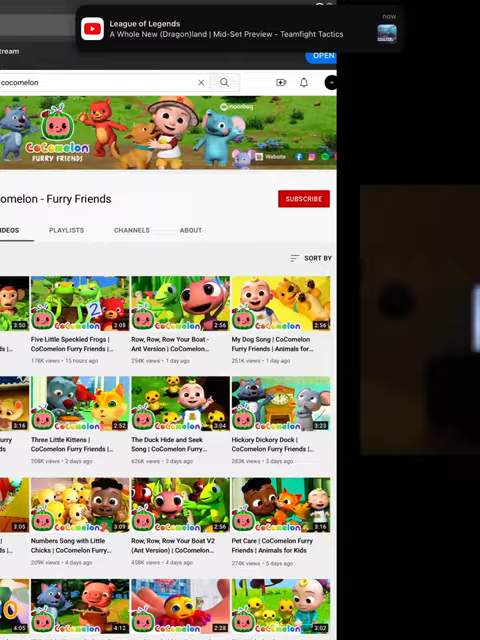 League of Legends
now
A Whole New (Dragon)land | Mid-Set Preview - Teamfight Tactics
tream
OPEN
cocomelon
moonbug
CoComelon
FURRY FRIENDS
Website
omelon - Furry Friends
SUBSCRIBE
IDEOS
PLAYLISTS
CHANNELS
ABOUT
SORT BY
3:50
3:08
2:56
2:56
s |...
Five Little Speckled Frogs |
CoComelon Furry Friends |...
178K views • 15 hours ago
Row, Row, Row Your Boat -
Ant Version | CoComelon...
254K views • 1 day ago
My Dog Song | CoComelon
Furry Friends | Animals for...
251K views • 1 day ago
3:16
2:52
3:04
3:23
urry
Three Little Kittens |
CoComelon Furry Friends |...
208K views • 2 days ago
The Duck Hide and Seek
Song | CoComelon Furry...
626K views • 3 days ago
Hickory Dickory Dock |
CoComelon Furry Friends |...
282K views • 3 days ago
3:05
3:09
2:56
3:16
Numbers Song with Little
Chicks | CoComelon Furry...
209K views • 4 days ago
Row, Row, Row Your Boat V2
(Ant Version) | CoComelon...
458K views • 4 days ago
Pet Care | CoComelon Furry
Friends | Animals for Kids
274K views • 5 days ago
4:05
4:12
2:28
3:02